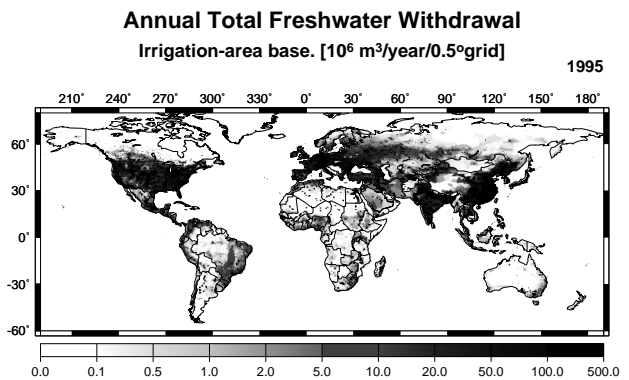 Annual Total Freshwater Withdrawal
Irrigation-area base. [10⁶ m³/year/0.5ºgrid]
1995
210˚ 240˚ 270˚ 300˚ 330˚ 0˚ 30˚ 60˚ 90˚ 120˚ 150˚ 180˚
60˚
30˚
0˚
-30˚
-60˚
0.0 0.1 0.5 1.0 2.0 5.0 10.0 20.0 50.0 100.0 500.0